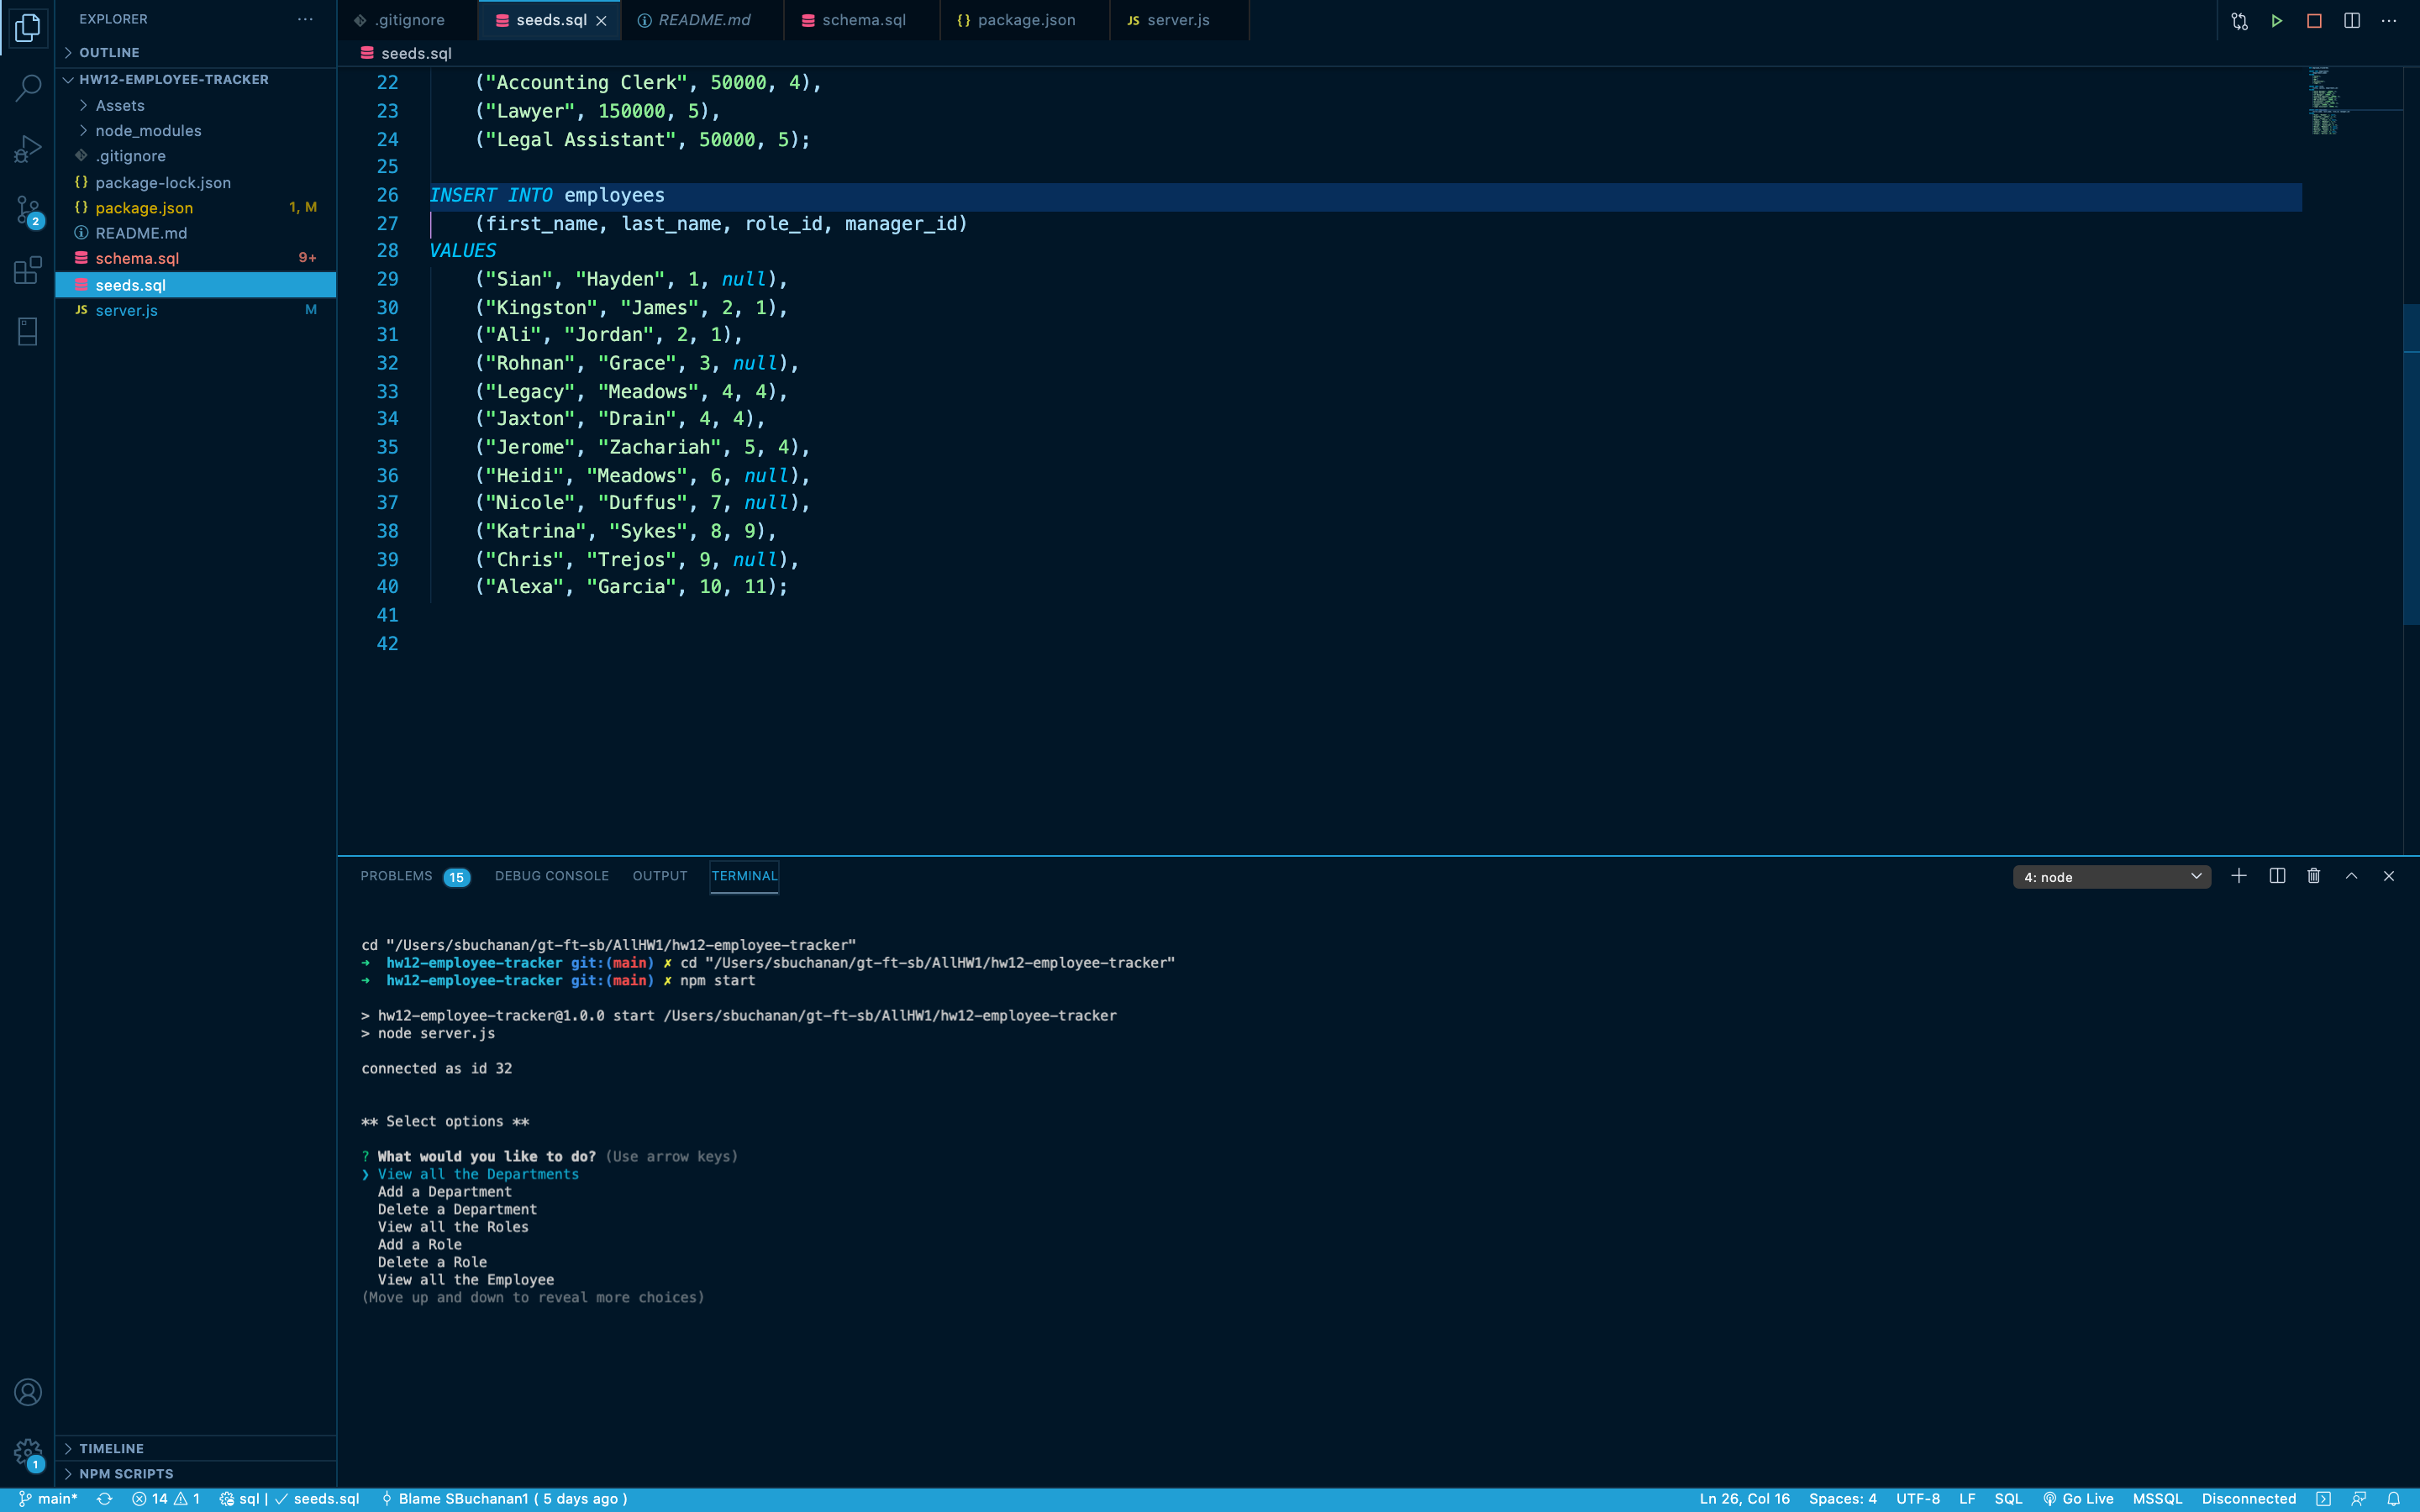 EXPLORER
OUTLINE
HW12-EMPLOYEE-TRACKER
Assets
node_modules
.gitignore
{} package-lock.json
{} package.json 1, M
README.md
schema.sql 9+
seeds.sql
JS server.js M
TIMELINE
NPM SCRIPTS
2
1
.gitignore
seeds.sql
README.md
schema.sql
{} package.json
JS server.js
seeds.sql
22 ("Accounting Clerk", 50000, 4),
23 ("Lawyer", 150000, 5),
24 ("Legal Assistant", 50000, 5);
25
26 INSERT INTO employees
27 (first_name, last_name, role_id, manager_id)
28 VALUES
29 ("Sian", "Hayden", 1, null),
30 ("Kingston", "James", 2, 1),
31 ("Ali", "Jordan", 2, 1),
32 ("Rohnan", "Grace", 3, null),
33 ("Legacy", "Meadows", 4, 4),
34 ("Jaxton", "Drain", 4, 4),
35 ("Jerome", "Zachariah", 5, 4),
36 ("Heidi", "Meadows", 6, null),
37 ("Nicole", "Duffus", 7, null),
38 ("Katrina", "Sykes", 8, 9),
39 ("Chris", "Trejos", 9, null),
40 ("Alexa", "Garcia", 10, 11);
41
42
PROBLEMS 15 DEBUG CONSOLE OUTPUT TERMINAL 4: node
cd "/Users/sbuchanan/gt-ft-sb/AllHW1/hw12-employee-tracker"
➜ hw12-employee-tracker git:(main) ✗ cd "/Users/sbuchanan/gt-ft-sb/AllHW1/hw12-employee-tracker"
➜ hw12-employee-tracker git:(main) ✗ npm start
> hw12-employee-tracker@1.0.0 start /Users/sbuchanan/gt-ft-sb/AllHW1/hw12-employee-tracker
> node server.js
connected as id 32
** Select options **
? What would you like to do? (Use arrow keys)
❯ View all the Departments
Add a Department
Delete a Department
View all the Roles
Add a Role
Delete a Role
View all the Employee
(Move up and down to reveal more choices)
main* 14 1 sql | ✓ seeds.sql Blame SBuchanan1 ( 5 days ago ) Ln 26, Col 16 Spaces: 4 UTF-8 LF SQL Go Live MSSQL Disconnected